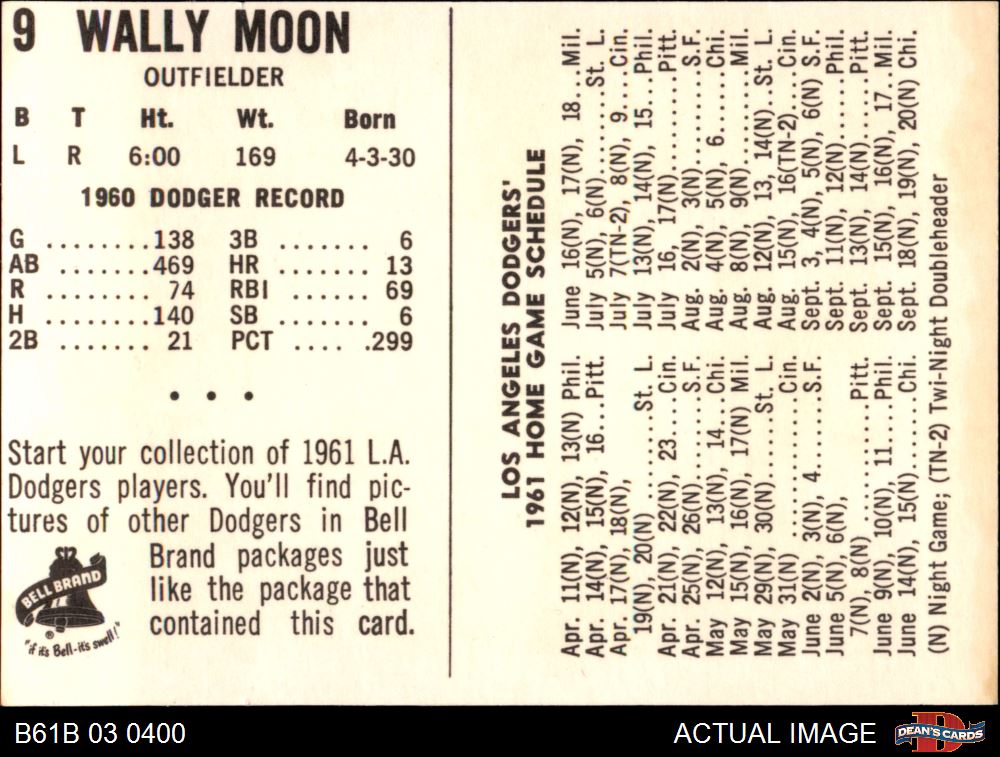 9 WALLY MOON
OUTFIELDER
B T Ht. Wt. Born
L R 6:00 169 4-3-30
1960 DODGER RECORD
G ........138 3B ....... 6
AB .......469 HR ....... 13
R ....... 74 RBI ....... 69
H ........140 SB ....... 6
2B ....... 21 PCT .... .299
• • •
Start your collection of 1961 L.A.
Dodgers players. You'll find pic-
tures of other Dodgers in Bell
Brand packages just
like the package that
contained this card.
BELL BRAND
®
"if it's Bell-it's swell!"
LOS ANGELES DODGERS'
1961 HOME GAME SCHEDULE
Apr. 11(N), 12(N), 13(N) Phil.
Apr. 14(N), 15(N), 16...Pitt.
Apr. 17(N), 18(N),
19(N), 20(N) .......St. L.
Apr. 21(N), 22(N), 23....Cin.
Apr. 25(N), 26(N)........S.F.
May 12(N), 13(N), 14....Chi.
May 15(N), 16(N), 17(N) Mil.
May 29(N), 30(N).......St. L.
May 31(N) ...............Cin.
June 2(N), 3(N), 4.......S.F.
June 5(N), 6(N),
7(N), 8(N) ...........Pitt.
June 9(N), 10(N), 11....Phil.
June 14(N), 15(N)........Chi.
June 16(N), 17(N), 18...Mil.
July 5(N), 6(N).......St. L.
July 7(TN-2), 8(N), 9....Cin.
July 13(N), 14(N), 15...Phil.
July 16, 17(N)..........Pitt.
Aug. 2(N), 3(N)........S.F.
Aug. 4(N), 5(N), 6.....Chi.
Aug. 8(N), 9(N)........Mil.
Aug. 12(N), 13, 14(N)..St. L.
Aug. 15(N), 16(TN-2)...Cin.
Sept. 3, 4(N), 5(N), 6(N) S.F.
Sept. 11(N), 12(N).....Phil.
Sept. 13(N), 14(N).....Pitt.
Sept. 15(N), 16(N), 17..Mil.
Sept. 18(N), 19(N), 20(N) Chi.
(N) Night Game; (TN-2) Twi-Night Doubleheader
B61B 03 0400
ACTUAL IMAGE
D
DEAN'S CARDS